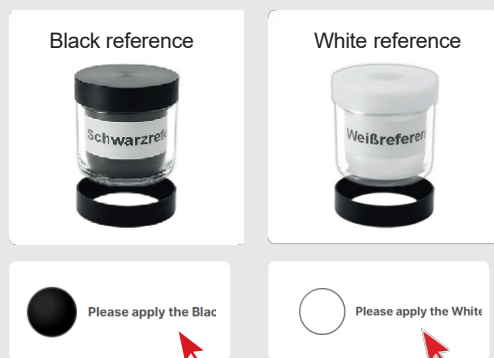 Black reference
White reference
Schwarzrefe
Weißreferen
Please apply the Blac
Please apply the White